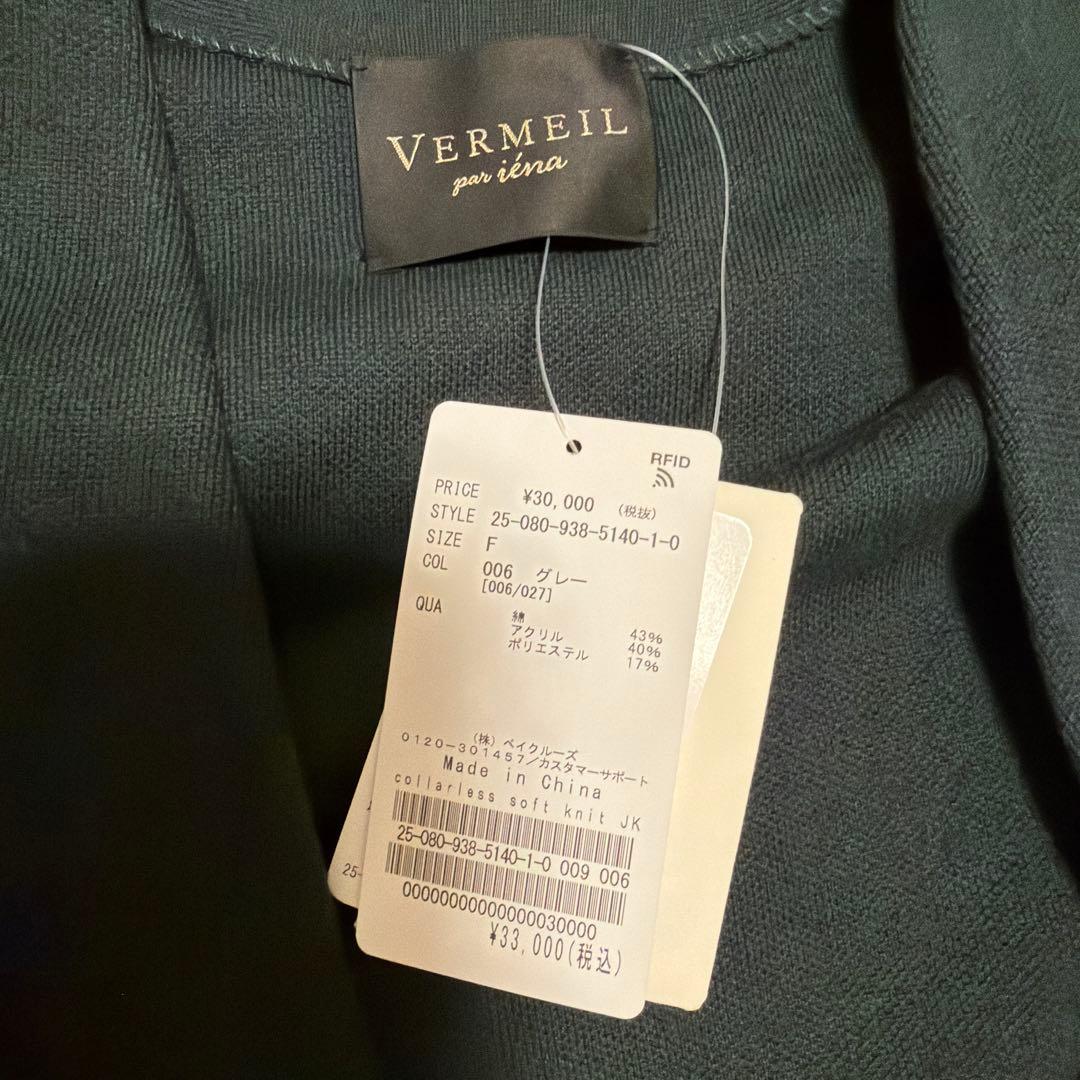 VERMEIL
par iéna
RFID
PRICE ¥30,000 (税抜)
STYLE 25-080-938-5140-1-0
SIZE F
COL 006 グレー
[006/027]
QUA 綿 43%
アクリル 40%
ポリエステル 17%
(株) ベイクルーズ
0120-301457/カスタマーサポート
Made in China
collarless soft knit JK
25-080-938-5140-1-0 009 006
0000000000000030000
¥33,000(税込)
25-